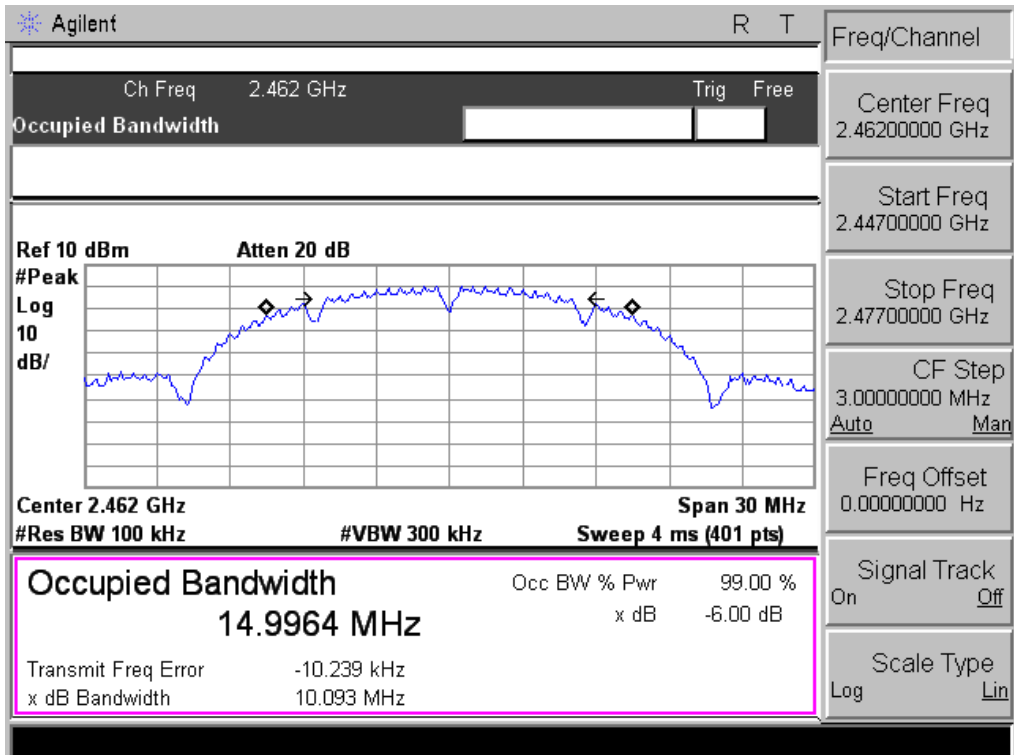 Agilent R T
Ch Freq 2.462 GHz Trig Free
Occupied Bandwidth
Ref 10 dBm Atten 20 dB
#Peak
Log
10
dB/
Center 2.462 GHz Span 30 MHz
#Res BW 100 kHz #VBW 300 kHz Sweep 4 ms (401 pts)
Occupied Bandwidth
14.9964 MHz
Occ BW % Pwr 99.00 %
x dB -6.00 dB
Transmit Freq Error -10.239 kHz
x dB Bandwidth 10.093 MHz
Freq/Channel
Center Freq
2.46200000 GHz
Start Freq
2.44700000 GHz
Stop Freq
2.47700000 GHz
CF Step
3.00000000 MHz
Auto Man
Freq Offset
0.00000000 Hz
Signal Track
On Off
Scale Type
Log Lin